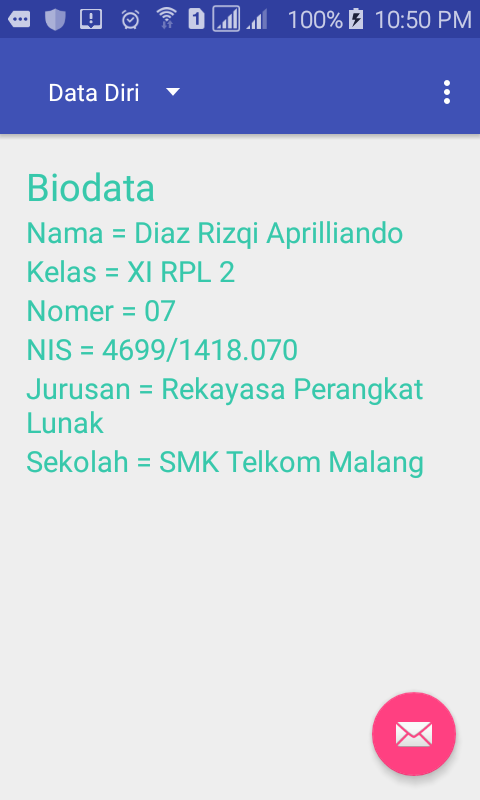 1 100% 10:50 PM
Data Diri
Biodata
Nama = Diaz Rizqi Aprilliando
Kelas = XI RPL 2
Nomer = 07
NIS = 4699/1418.070
Jurusan = Rekayasa Perangkat
Lunak
Sekolah = SMK Telkom Malang